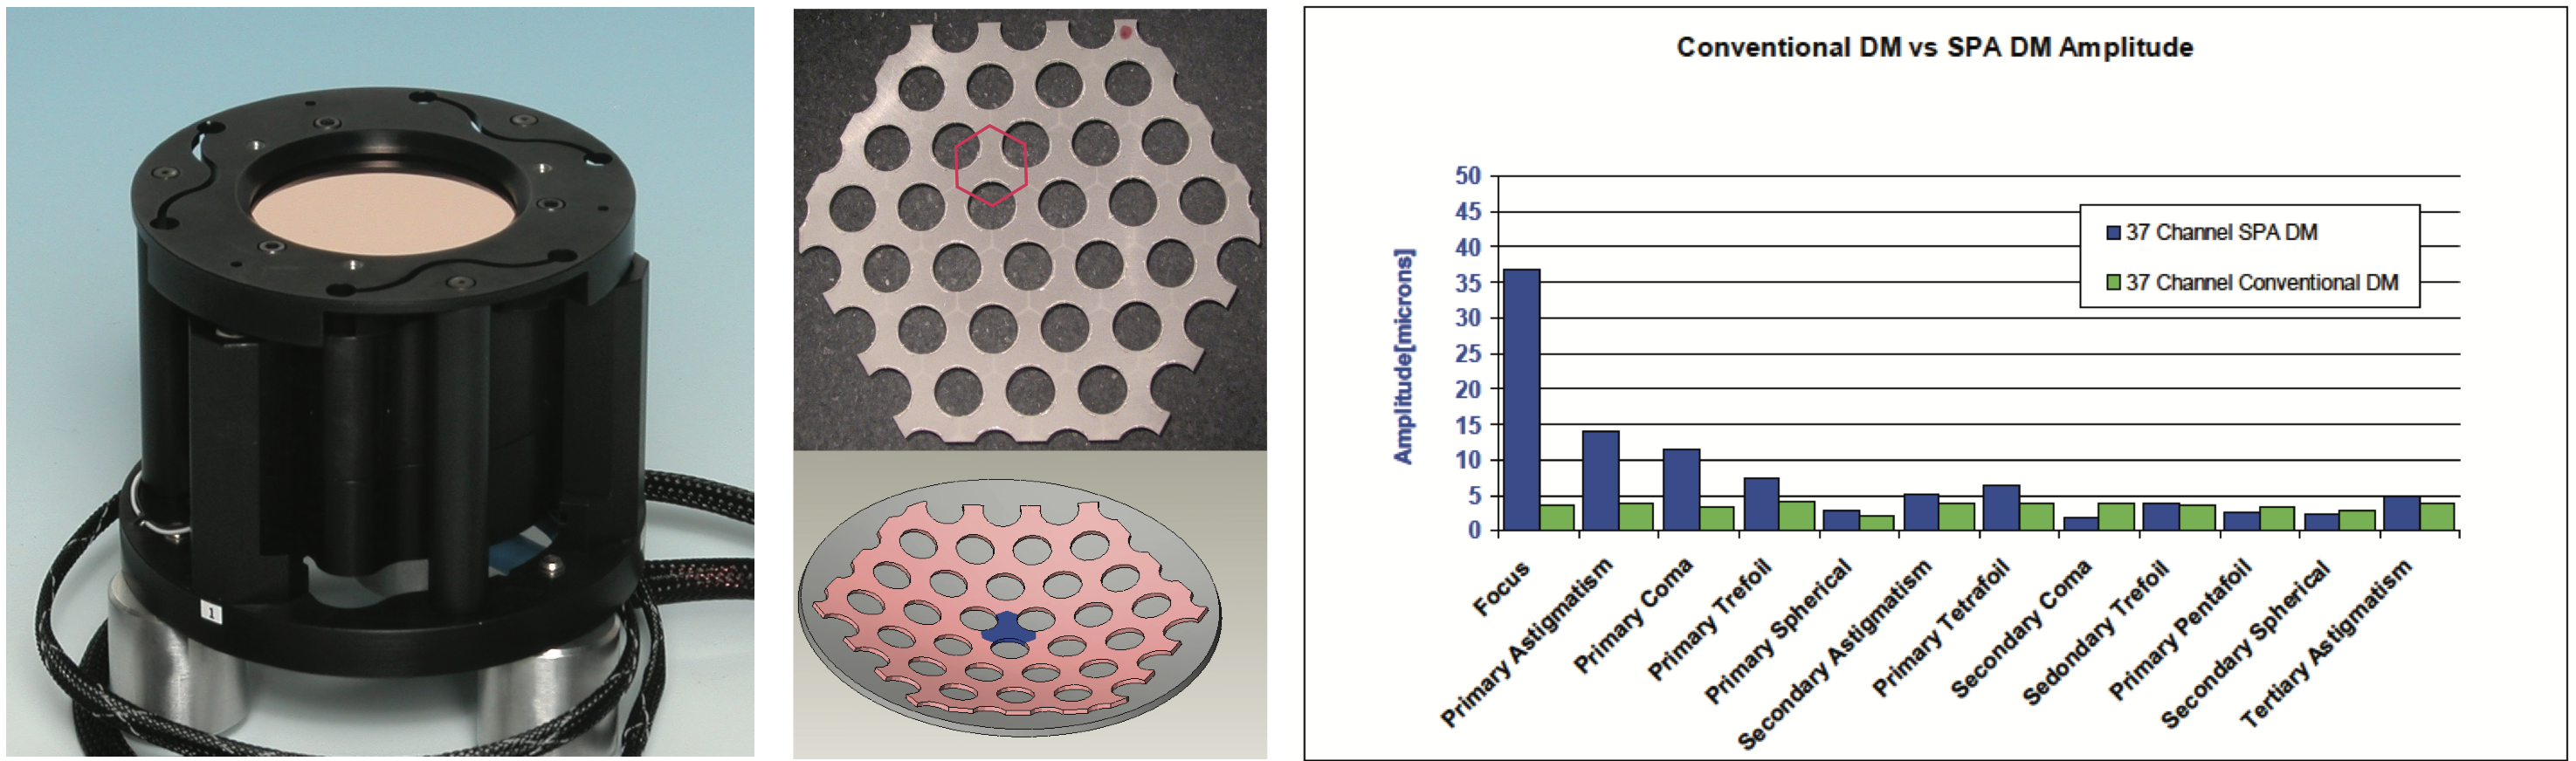 1
Conventional DM vs SPA DM Amplitude
Amplitude[microns]
50
45
40
35
30
25
20
15
10
5
0
37 Channel SPA DM
37 Channel Conventional DM
Focus
Primary Astigmatism
Primary Coma
Primary Trefoil
Primary Spherical
Secondary Astigmatism
Primary Tetrafoil
Secondary Coma
Sedondary Trefoil
Primary Pentafoil
Secondary Spherical
Tertiary Astigmatism